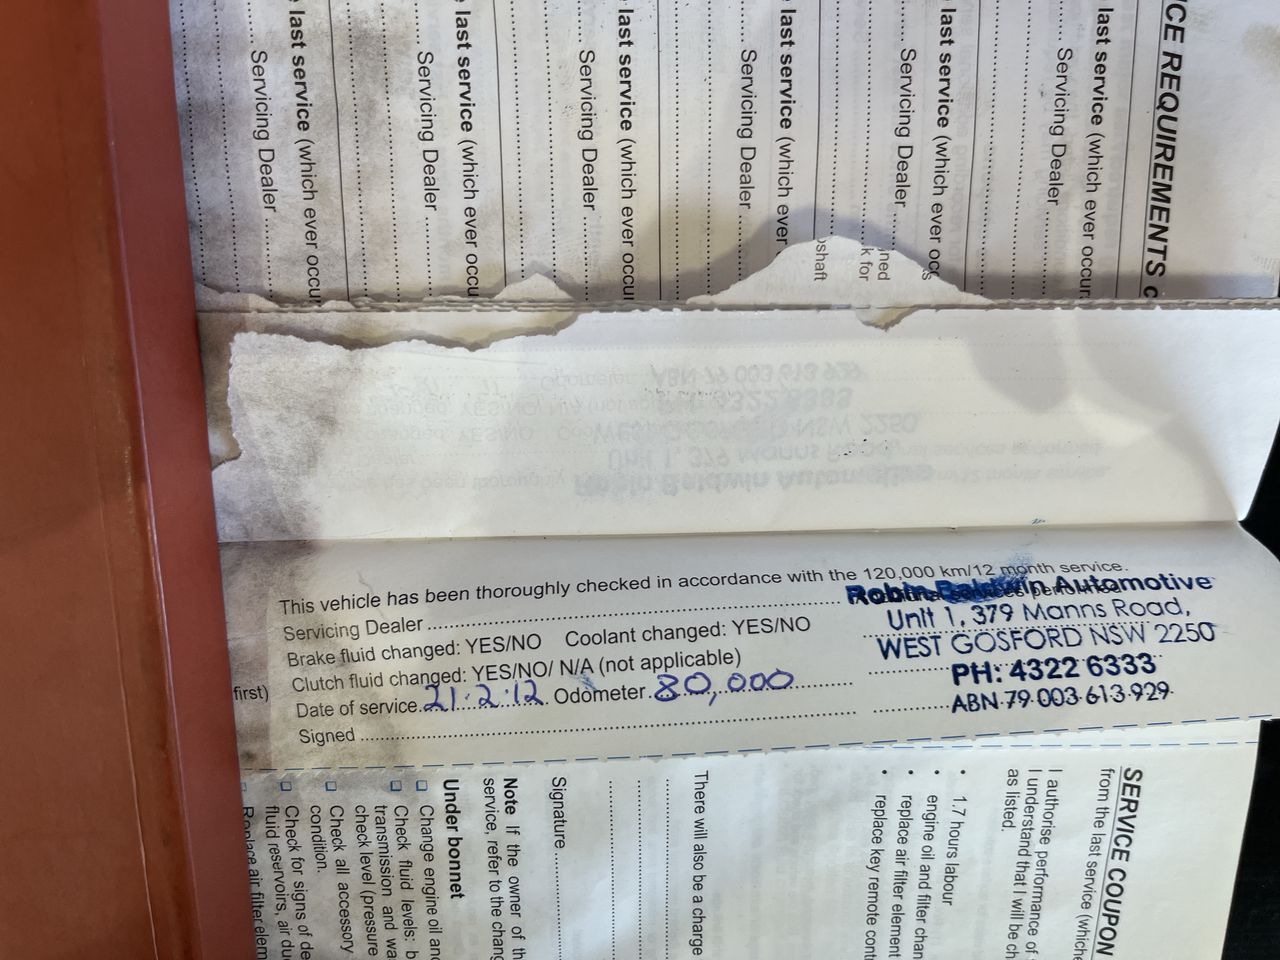 CE REQUIREMENTS
last service (which ever occur
Servicing Dealer
last service (which ever occ
Servicing Dealer
last service (which ever
Servicing Dealer
last service (which ever occu
Servicing Dealer
last service (which ever occu
Servicing Dealer
last service (which ever occu
Servicing Dealer
ned
k for
shaft
This vehicle has been thoroughly checked in accordance with the 120,000 km/12 month service.
Servicing Dealer
Brake fluid changed: YES/NO Coolant changed: YES/NO
Clutch fluid changed: YES/NO/ N/A (not applicable)
first)
Date of service 21.2.12 Odometer 80,000
Signed
Robin Baldwin Automotive
Unit 1, 379 Manns Road,
WEST GOSFORD NSW 2250
PH: 4322 6333
ABN 79 003 613 929
SERVICE COUPON
from the last service (which
I authorise performance of
I understand that I will be ch
as listed.
• 1.7 hours labour
• engine oil and filter chan
• replace air filter element
• replace key remote cont
There will also be a charge
Signature
Note If the owner of th
service, refer to the chang
Under bonnet
Change engine oil and
Check fluid levels: b
transmission and wa
check level (pressure
Check all accessory
condition.
Check for signs of de
fluid reservoirs, air du
Replace air filter elem